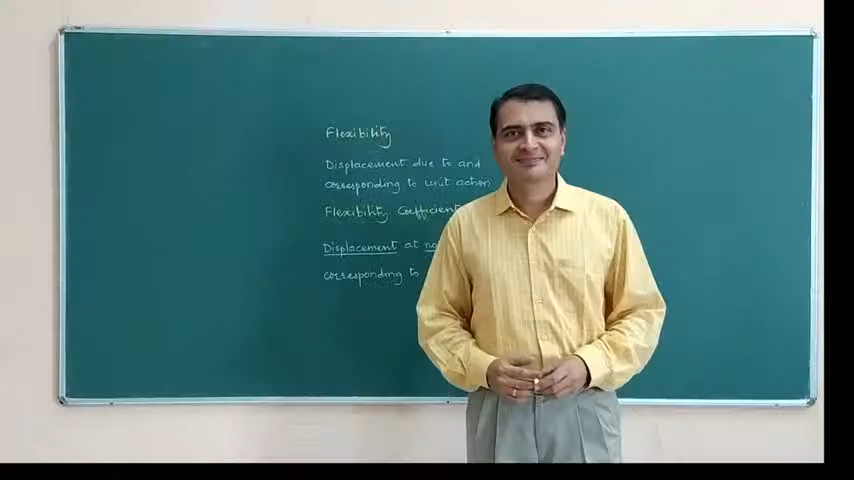 Flexibility
Displacement due to and
corresponding to unit action
Flexibility Coefficient
Displacement at
corresponding to